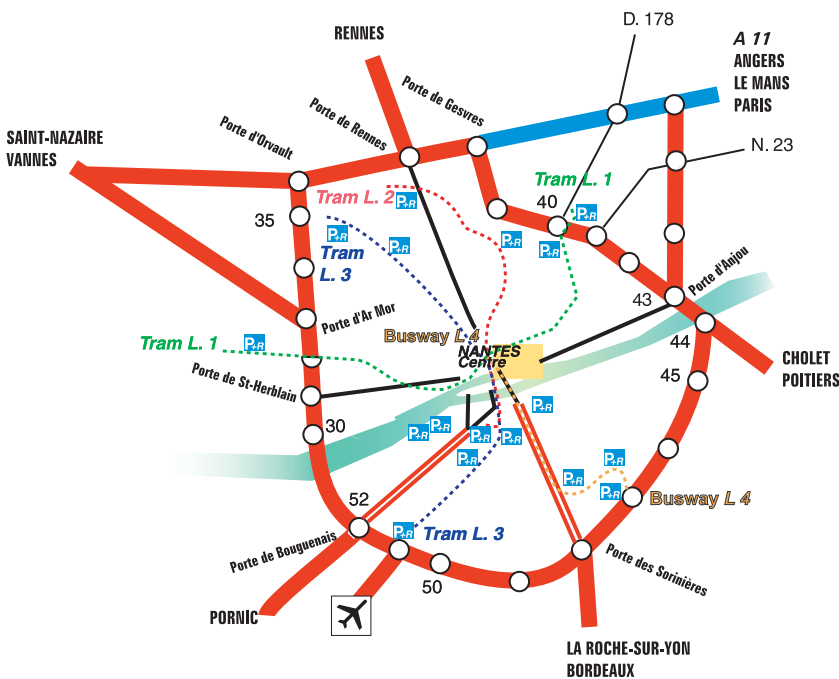 D. 178
A 11
ANGERS
LE MANS
PARIS
RENNES
Porte de Gesvres
Porte de Rennes
Porte d'Orvault
SAINT-NAZAIRE
VANNES
N. 23
Tram L. 1
Tram L. 2
P+R
P+R
40
35
P+R
P+R
P+R
P+R
Tram
L. 3
Porte d'Anjou
43
Porte d'Ar Mor
Busway L 4
44
Tram L. 1
P+R
NANTES
Centre
CHOLET
POITIERS
Porte de St-Herblain
45
30
P+R
P+R
P+R
P+R
P+R
P+R
P+R
P+R
P+R
P+R
Busway L 4
52
P+R
Tram L. 3
Porte de Bouguenais
Porte des Sorinières
50
PORNIC
LA ROCHE-SUR-YON
BORDEAUX